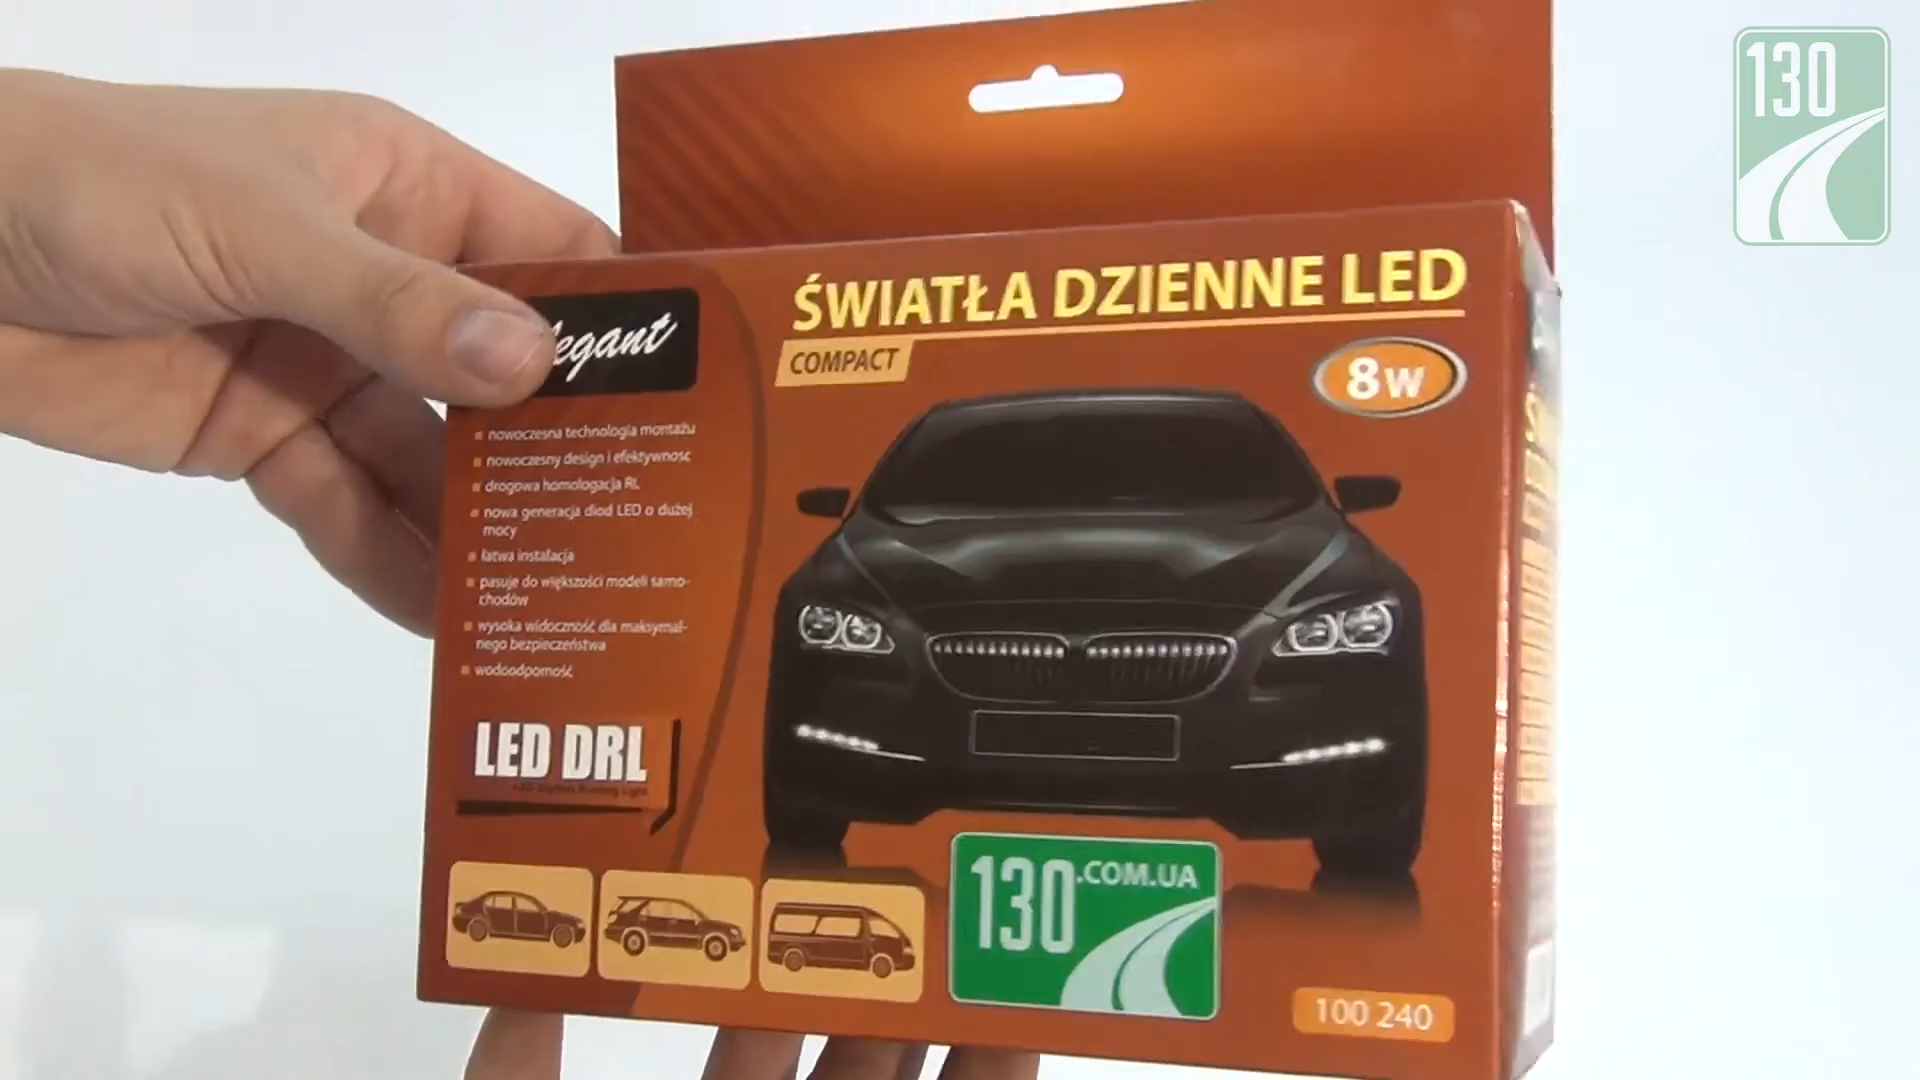 130
ŚWIATŁA DZIENNE LED
COMPACT
8W
nowoczesna technologia montażu
nowoczesny design i efektywnosc
drogowa homologacja RL
nowa generacja diod LED o dużej
mocy
łatwa instalacja
pasuje do większości modeli samo-
chodów
wysoka widoczność dla maksymal-
nego bezpieczeństwa
wodoodporność
LED DRL
130.COM.UA
100 240